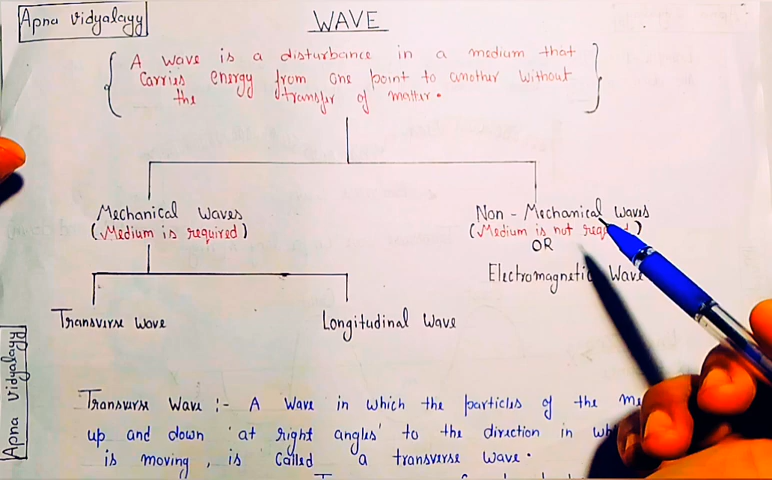 Apna Vidyalayy
WAVE
A wave is a disturbance in a medium that
carries energy from one point to another without
the transfer of matter.
Mechanical Waves
(Medium is required)
Non - Mechanical Waves
(Medium is not
OR
Electromagnetic
Transverse Wave
Longitudinal Wave
Transverse Wave :- A Wave in which the particles of the
up and down 'at right angles' to the direction in
is moving, is called a transverse wave.
Apna Vidyalayy